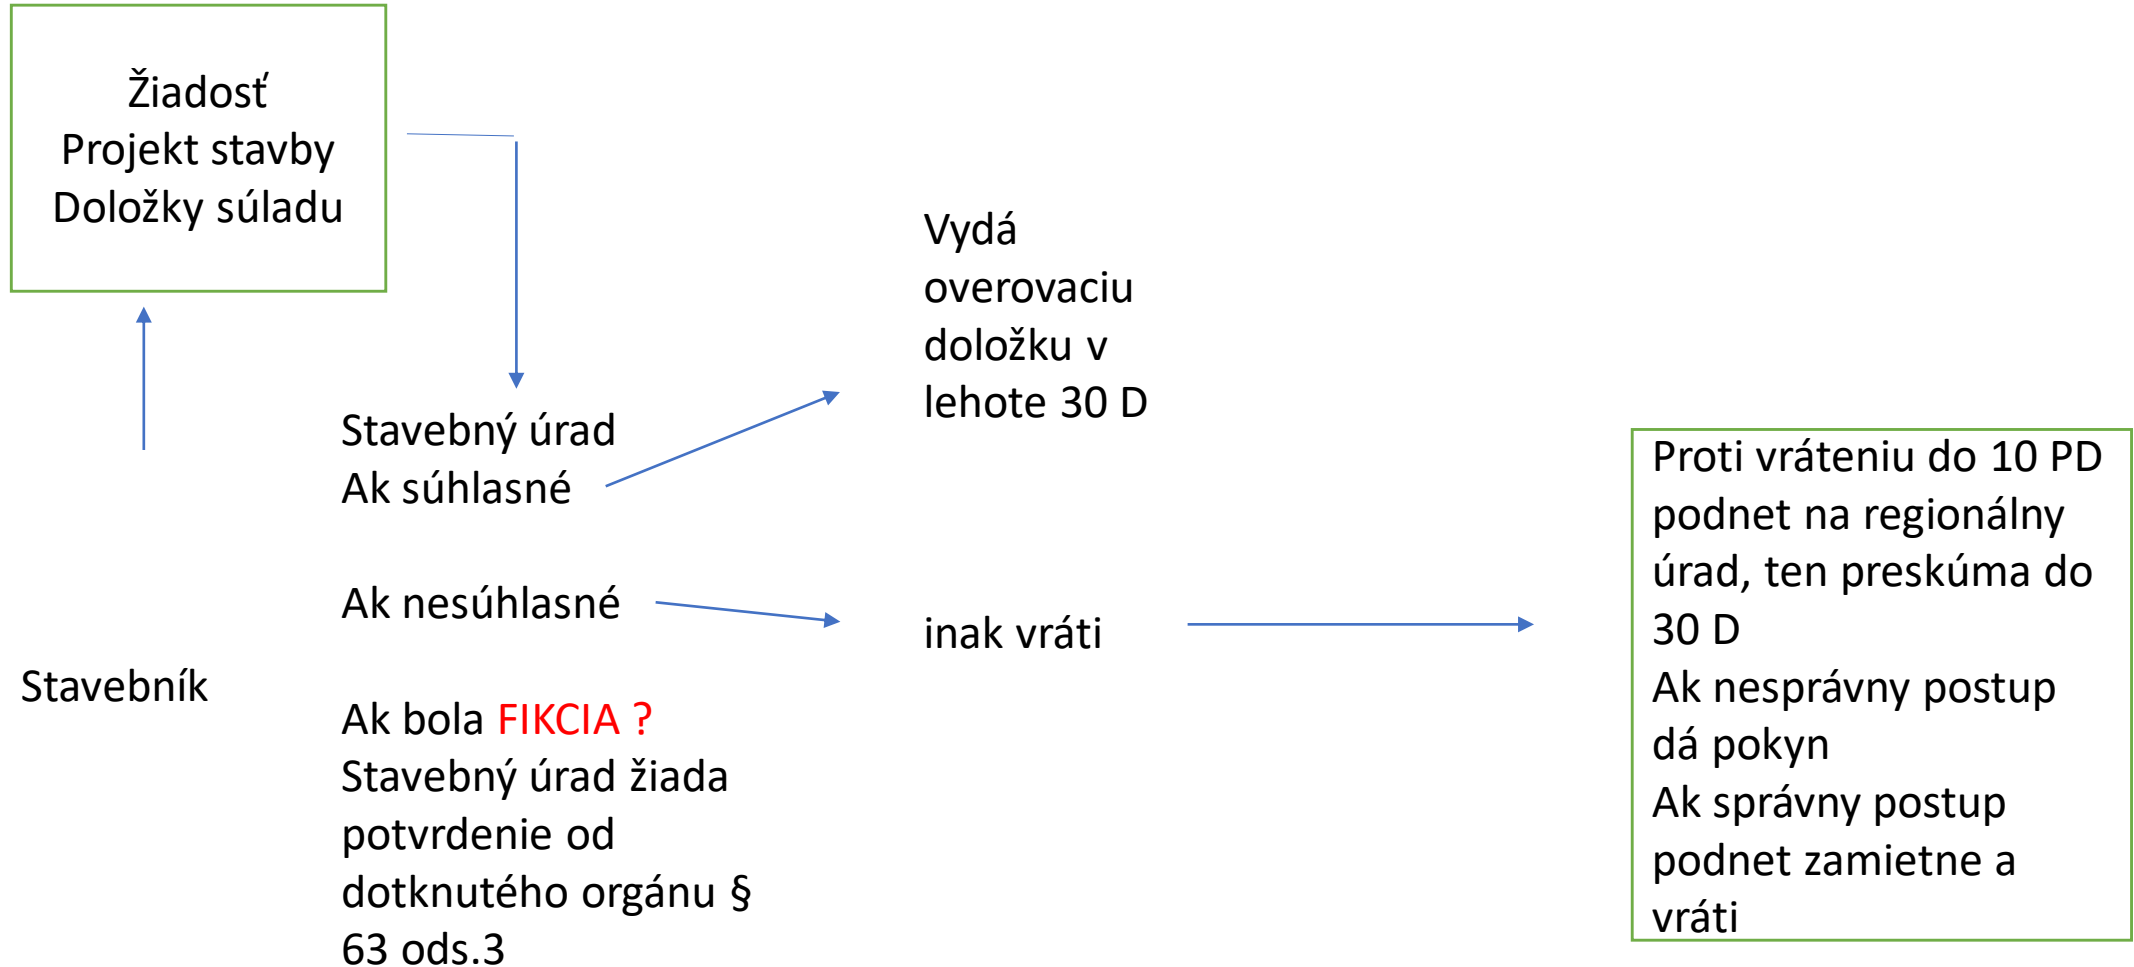 Žiadosť
Projekt stavby
Doložky súladu
Stavebník
Stavebný úrad
Ak súhlasné
Ak nesúhlasné
Ak bola FIKCIA ?
Stavebný úrad žiada
potvrdenie od
dotknutého orgánu §
63 ods.3
Vydá
overovaciu
doložku v
lehote 30 D
inak vráti
Proti vráteniu do 10 PD
podnet na regionálny
úrad, ten preskúma do
30 D
Ak nesprávny postup
dá pokyn
Ak správny postup
podnet zamietne a
vráti